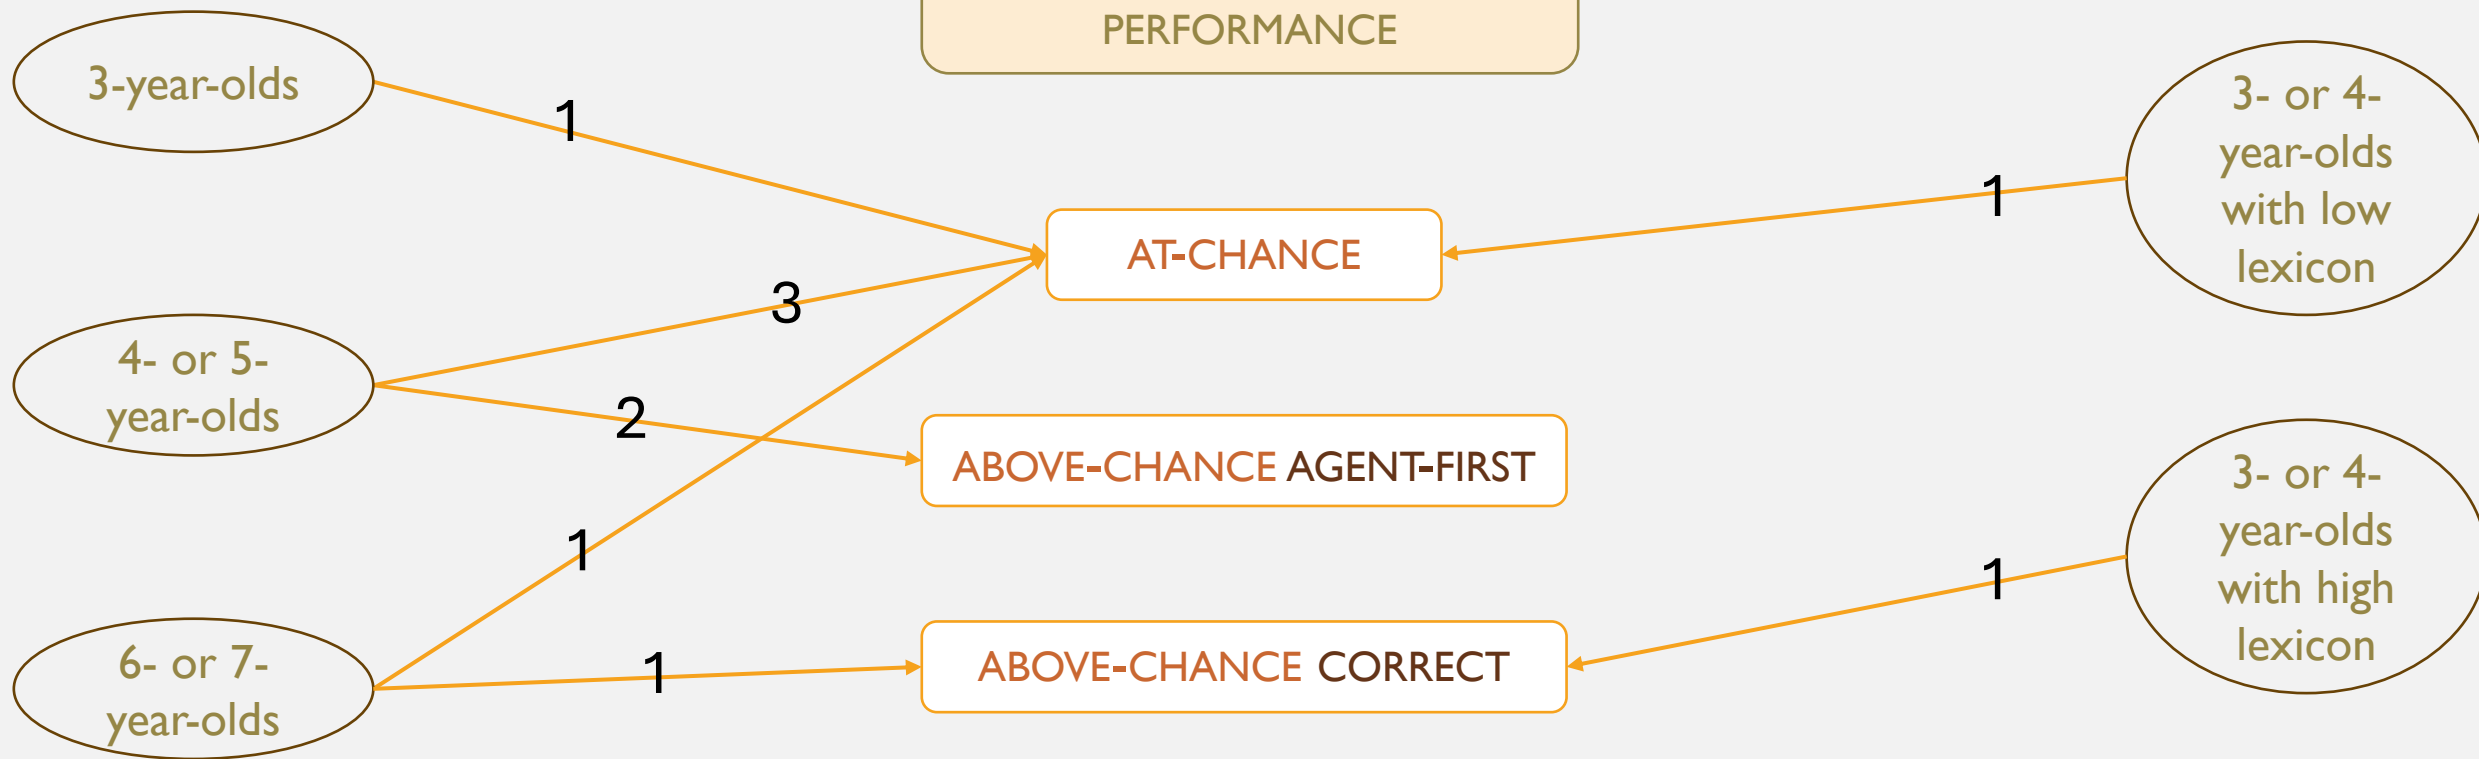 PERFORMANCE
3-year-olds
1
3- or 4-
year-olds
with low
lexicon
1
AT-CHANCE
3
4- or 5-
year-olds
2
ABOVE-CHANCE AGENT-FIRST
3- or 4-
year-olds
with high
lexicon
1
1
6- or 7-
year-olds
1
ABOVE-CHANCE CORRECT